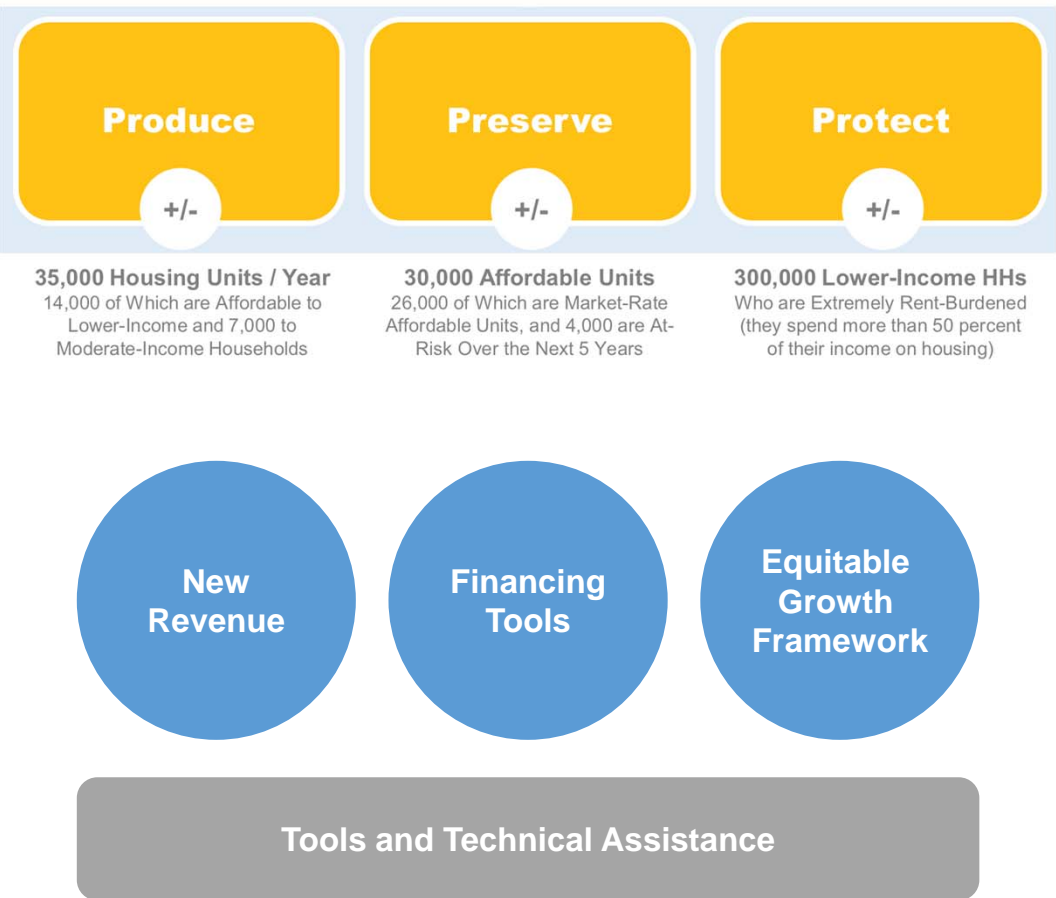 Produce
+/-
35,000 Housing Units / Year
14,000 of Which are Affordable to
Lower-Income and 7,000 to
Moderate-Income Households
Preserve
+/-
30,000 Affordable Units
26,000 of Which are Market-Rate
Affordable Units, and 4,000 are At-
Risk Over the Next 5 Years
Protect
+/-
300,000 Lower-Income HHs
Who are Extremely Rent-Burdened
(they spend more than 50 percent
of their income on housing)
New
Revenue
Financing
Tools
Equitable
Growth
Framework
Tools and Technical Assistance